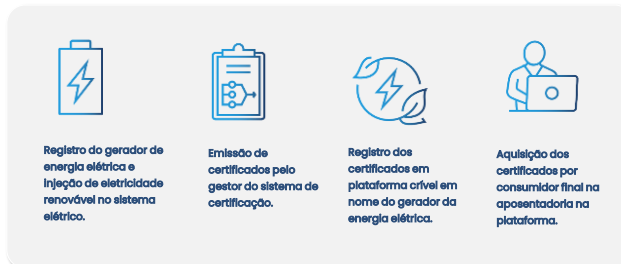 Registro do gerador de
energia elétrica e
injeção de eletricidade
renovável no sistema
elétrico.
Emissão de
certificados pelo
gestor do sistema de
certificação.
Registro dos
certificados em
plataforma crível em
nome do gerador da
energia elétrica.
Aquisição dos
certificados por
consumidor final na
aposentadoria na
plataforma.